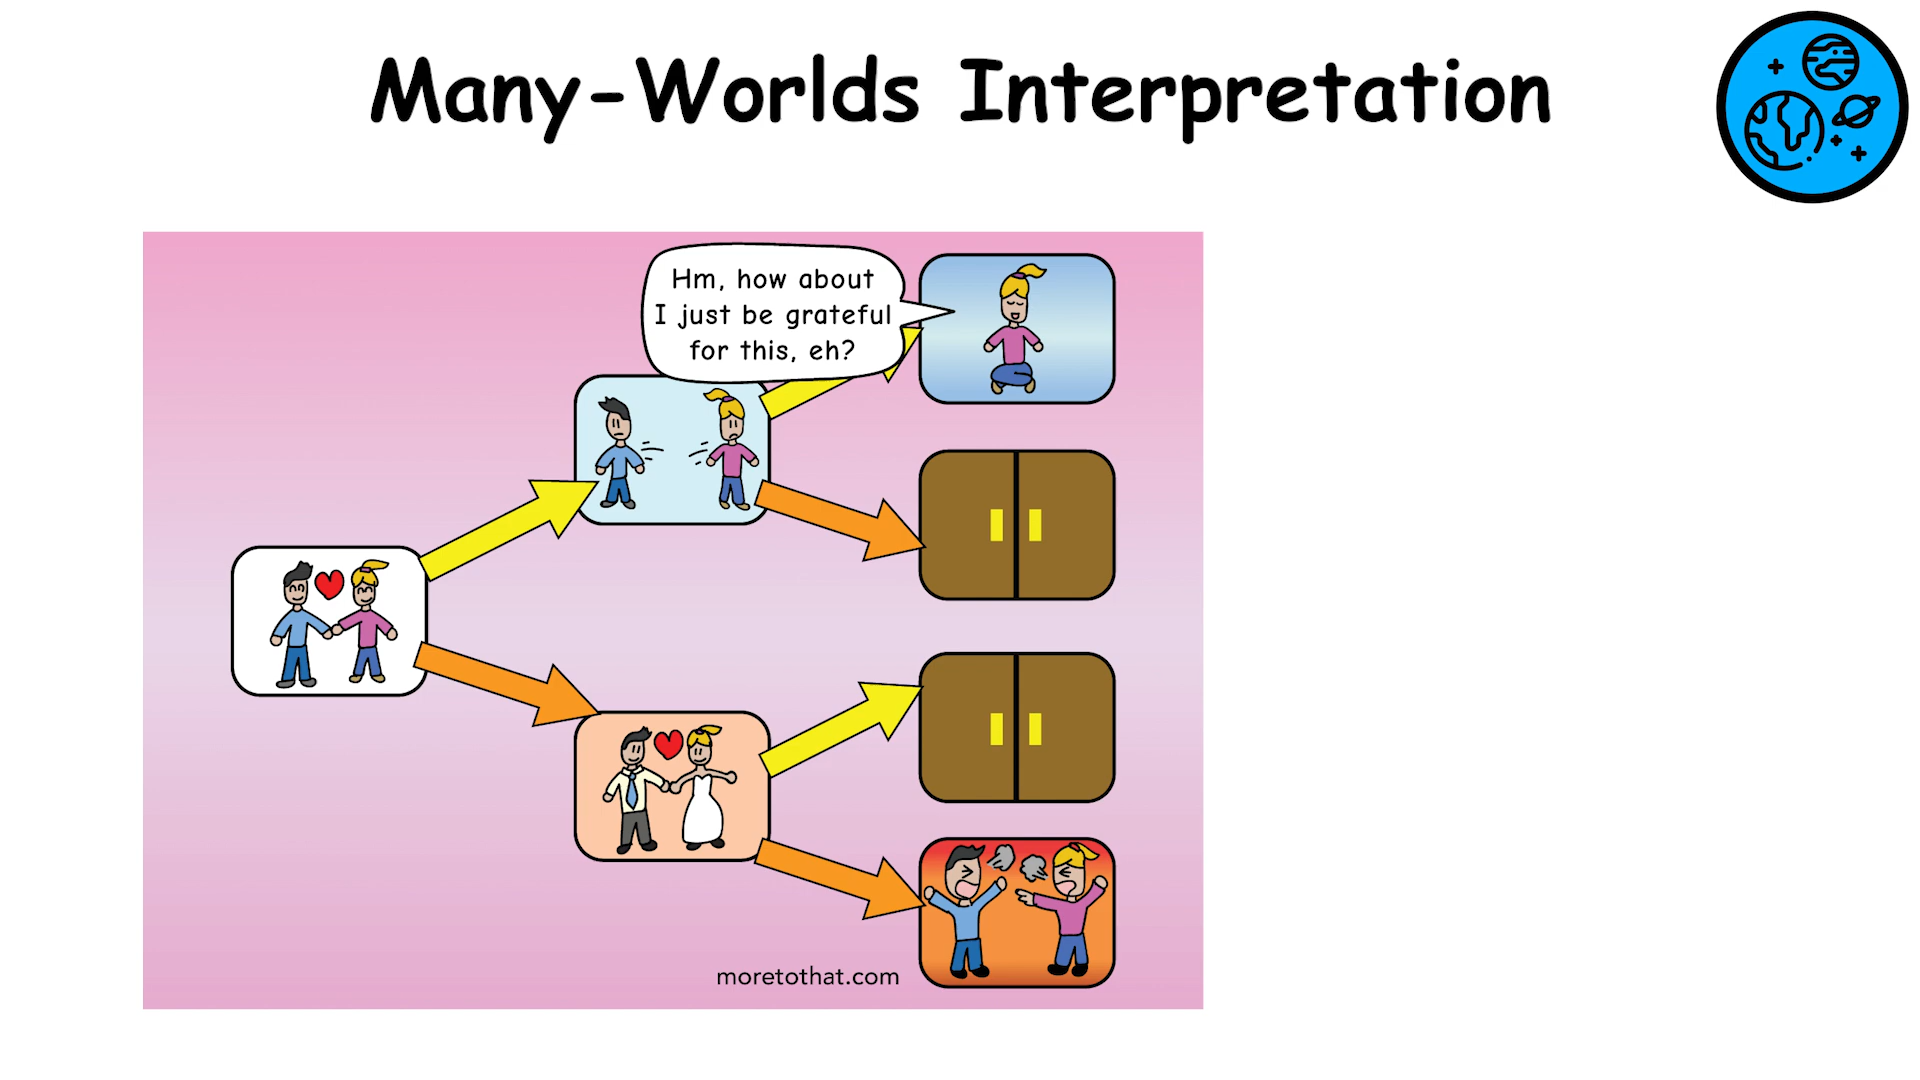 Many-Worlds Interpretation
Hm, how about
I just be grateful
for this, eh?
moretothat.com